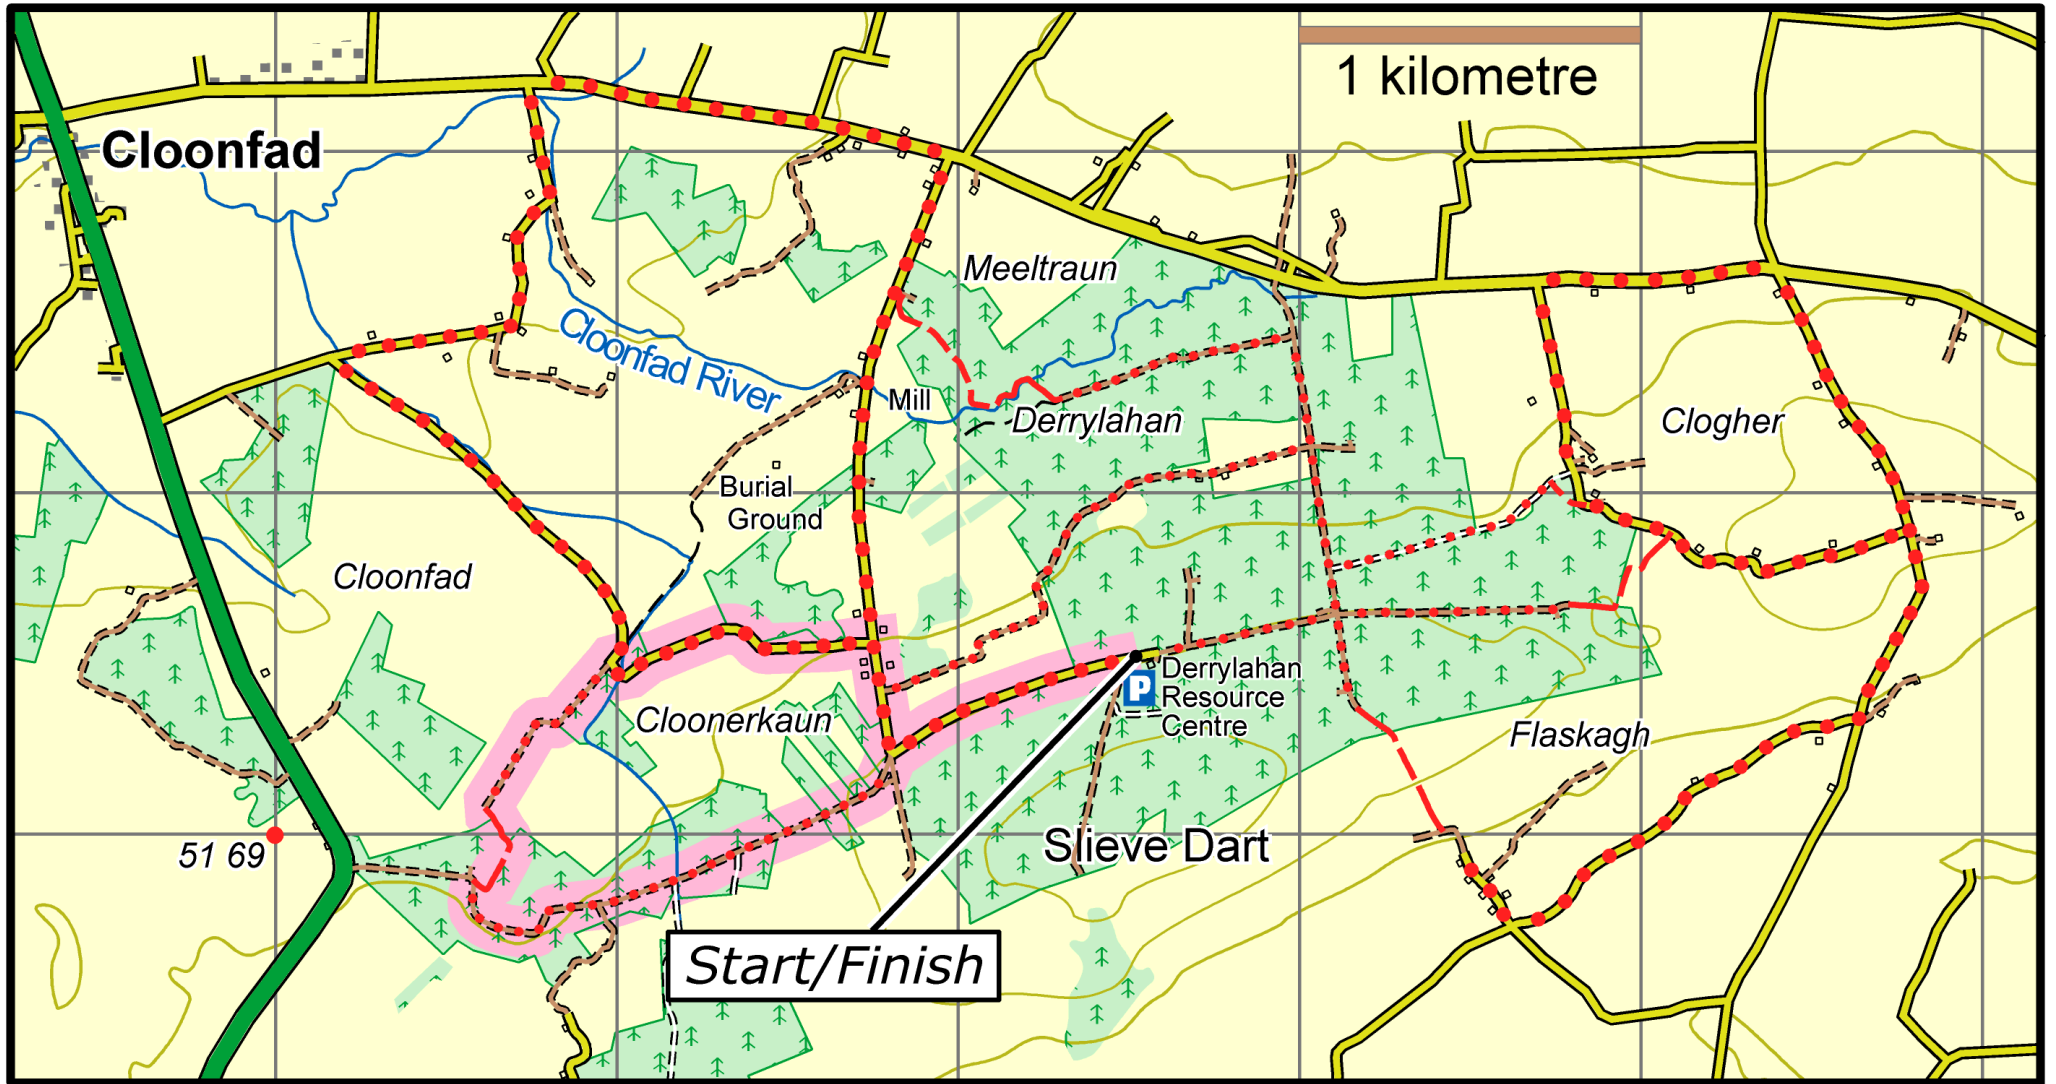 1 kilometre
Cloonfad
Meeltraun
Cloonfad River
Mill
Derrylahan
Clogher
Burial
Ground
Cloonfad
P
Derrylahan
Resource
Centre
Cloonerkaun
Flaskagh
51 69
Slieve Dart
Start/Finish